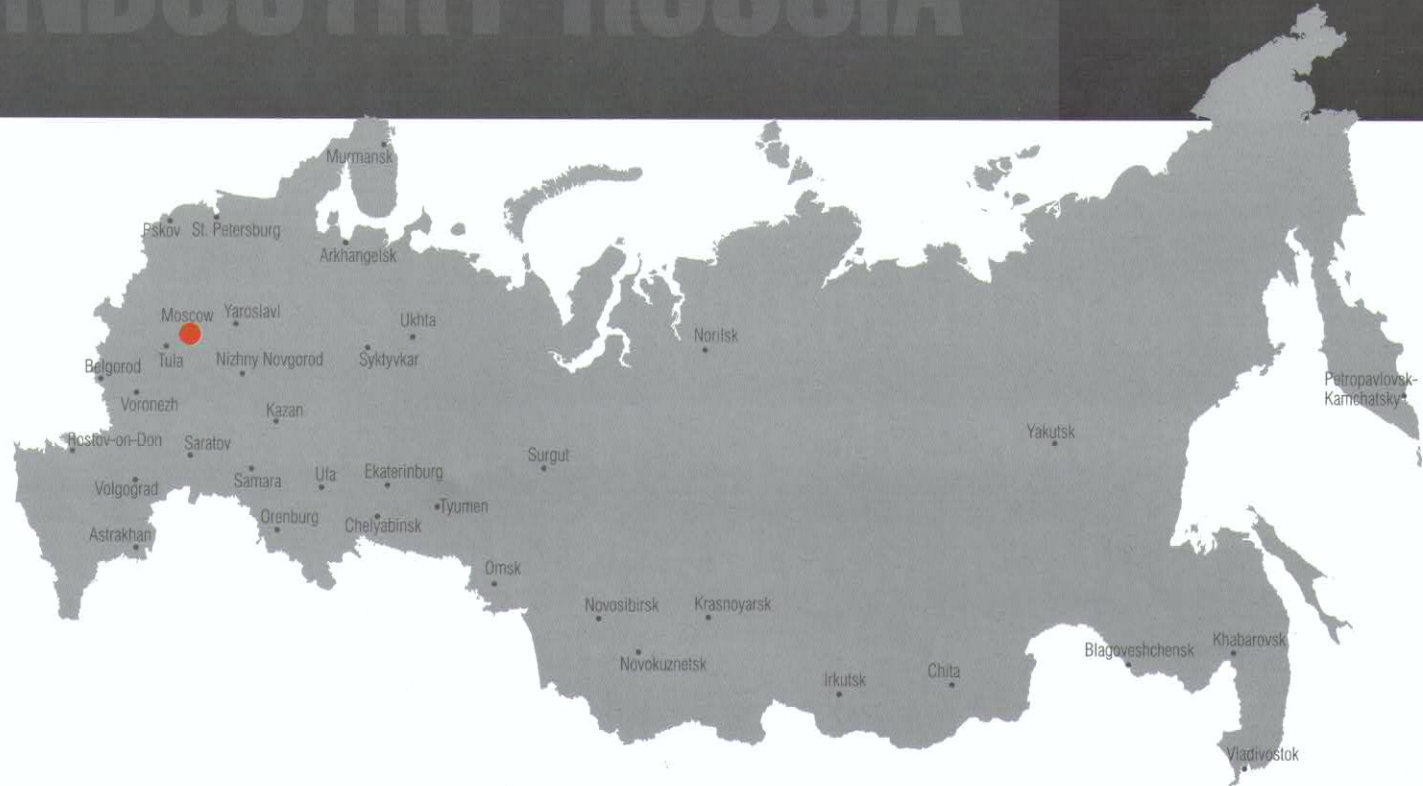 INDUSTRY RUSSIA
Murmansk
Pskov
St. Petersburg
Arkhangelsk
Moscow
Yaroslavl
Ukhta
Norilsk
Tula
Nizhny Novgorod
Syktyvkar
Belgorod
Voronezh
Kazan
Petropavlovsk-
Kamchatsky
Yakutsk
Rostov-on-Don
Saratov
Surgut
Volgograd
Samara
Ufa
Ekaterinburg
Tyumen
Orenburg
Chelyabinsk
Astrakhan
Omsk
Novosibirsk
Krasnoyarsk
Novokuznetsk
Irkutsk
Chita
Blagoveshchensk
Khabarovsk
Vladivostok